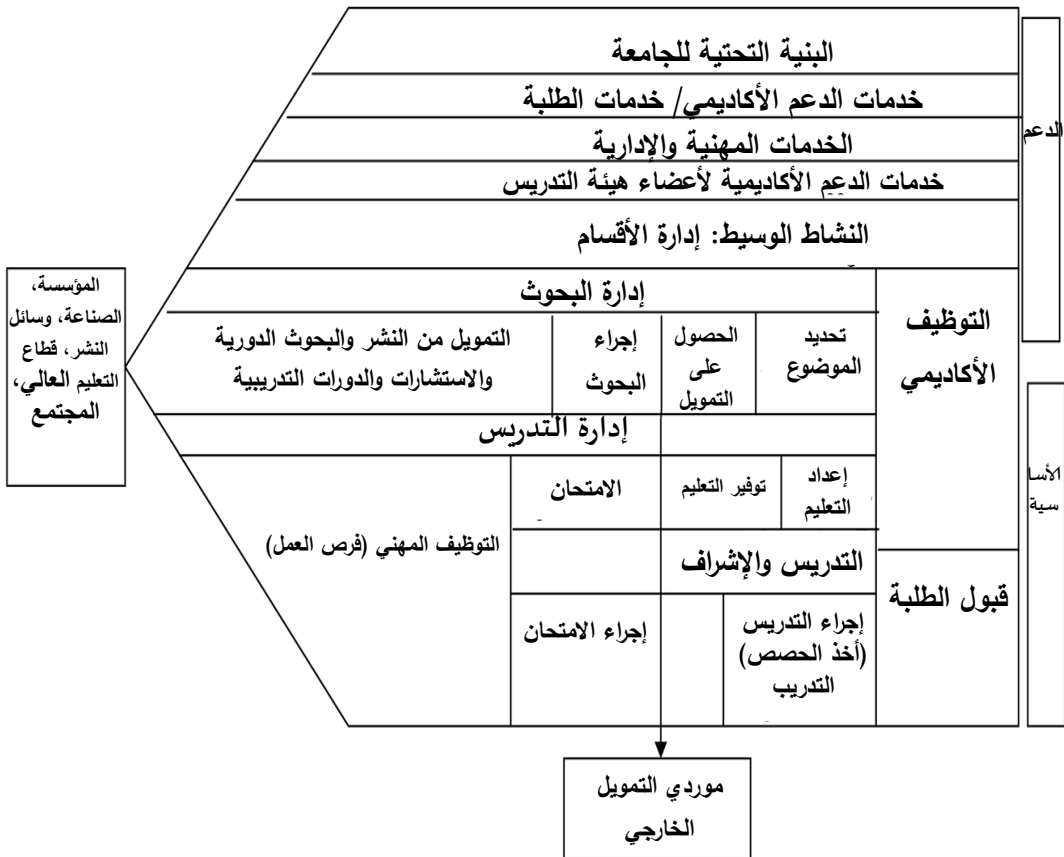 البنية التحتية للجامعة
خدمات الدعم الأكاديمي/ خدمات الطلبة
الخدمات المهنية والإدارية
خدمات الدعم الأكاديمية لأعضاء هيئة التدريس
النشاط الوسيط: إدارة الأقسام
الدعم
التوظيف
الأكاديمي
إدارة البحوث
تحديد
الموضوع
الحصول
على
التمويل
إجراء
البحوث
التمويل من النشر والبحوث الدورية
والاستشارات والدورات التدريبية
المؤسسة،
الصناعة، وسائل
النشر، قطاع
التعليم العالي،
المجتمع
إدارة التدريس
الأسا
سية
إعداد
التعليم
توفير التعليم
الامتحان
التوظيف المهني (فرص العمل)
التدريس والإشراف
قبول الطلبة
إجراء التدريس
(أخذ الحصص)
التدريب
إجراء الامتحان
موردي التمويل
الخارجي